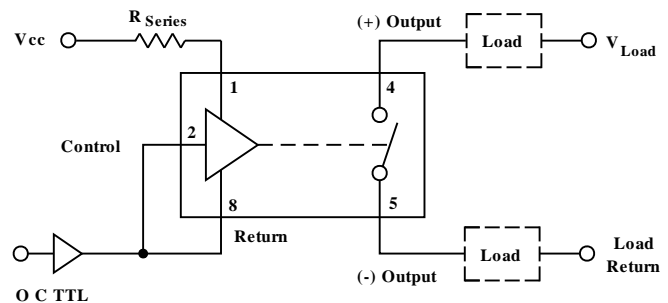 R Series
(+) Output
Vcc
Load
V Load
1
4
2
Control
8
5
Return
(-) Output
Load
Load
Return
O C TTL